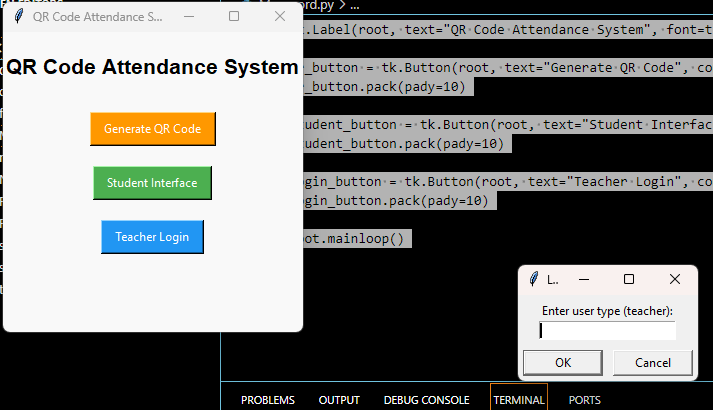 QR Code Attendance S...
QR Code Attendance System
Generate QR Code
Student Interface
Teacher Login
ord.py > ...
.Label(root, text="QR Code Attendance System", font=t
_button = tk.Button(root, text="Generate QR Code", co
_button.pack(pady=10)
udent_button = tk.Button(root, text="Student Interfac
udent_button.pack(pady=10)
gin_button = tk.Button(root, text="Teacher Login", co
gin_button.pack(pady=10)
ot.mainloop()
L..
Enter user type (teacher):
OK
Cancel
PROBLEMS
OUTPUT
DEBUG CONSOLE
TERMINAL
PORTS